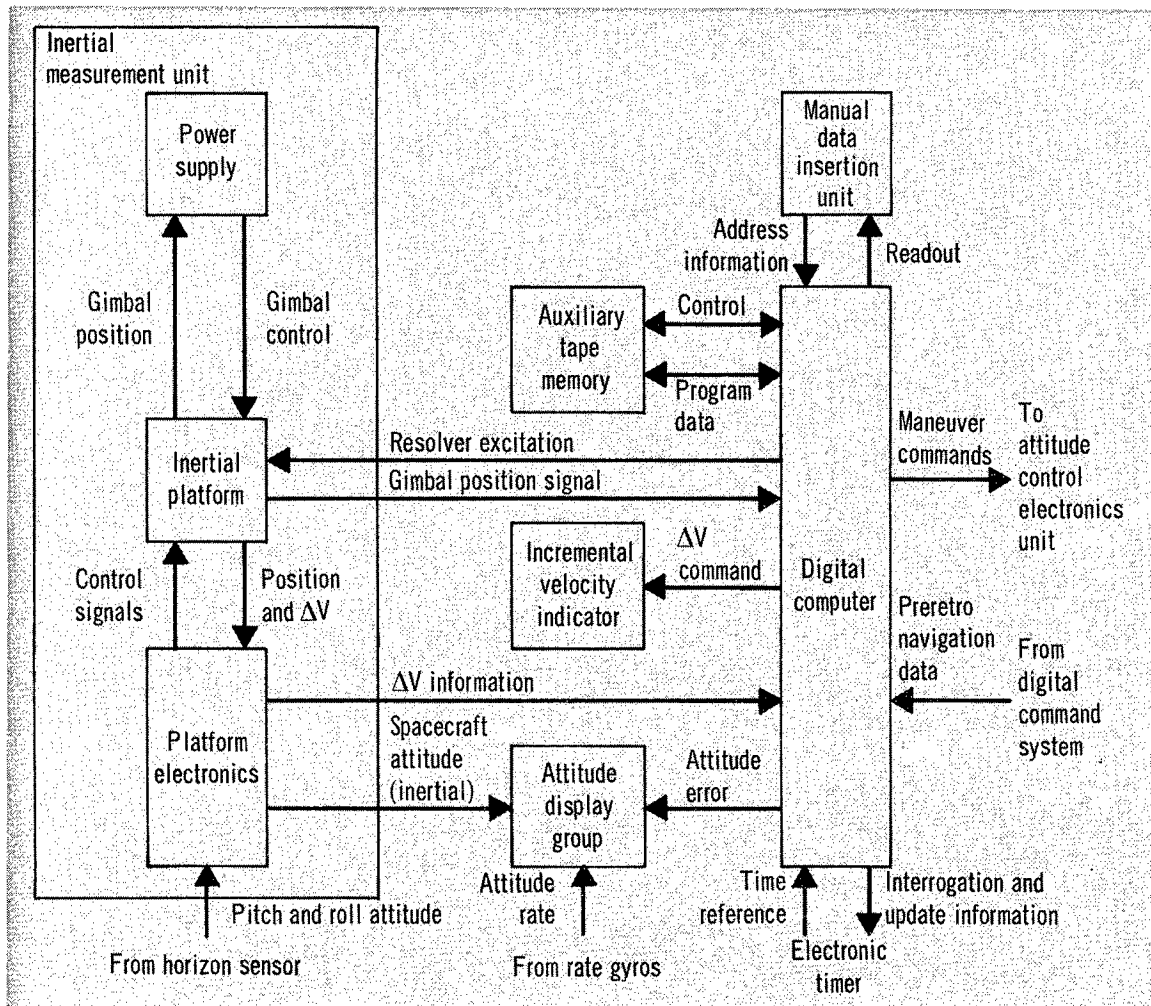 Inertial
measurement unit
Power
supply
Manual
data
insertion
unit
Address
information
Readout
Gimbal
position
Gimbal
control
Auxiliary
tape
memory
Control
Program
data
Inertial
platform
Resolver excitation
Gimbal position signal
Maneuver
commands
To
attitude
control
electronics
unit
Control
signals
Position
and ΔV
Incremental
velocity
indicator
ΔV
command
Digital
computer
Preretro
navigation
data
From
digital
command
system
Platform
electronics
ΔV information
Spacecraft
attitude
(inertial)
Attitude
display
group
Attitude
error
Pitch and roll attitude
From horizon sensor
Attitude
rate
From rate gyros
Time
reference
Interrogation and
update information
Electronic
timer